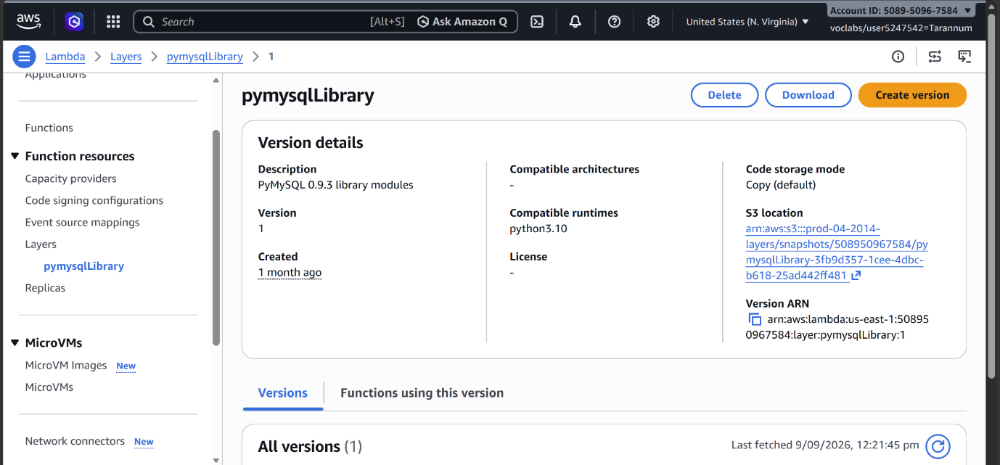 aws
Search [Alt+S] Ask Amazon Q
United States (N. Virginia) ▼
Account ID: 5089-5096-7584 ▼
voclabs/user5247542=Tarannum
Lambda > Layers > pymysqlLibrary > 1
Applications
Functions
Function resources
Capacity providers
Code signing configurations
Event source mappings
Layers
pymysqlLibrary
Replicas
MicroVMs
MicroVM Images New
MicroVMs
Network connectors New
pymysqlLibrary
Delete
Download
Create version
Version details
Description
PyMySQL 0.9.3 library modules
Version
1
Created
1 month ago
Compatible architectures
-
Compatible runtimes
python3.10
License
-
Code storage mode
Copy (default)
S3 location
arn:aws:s3:::prod-04-2014-
layers/snapshots/508950967584/py
mysqlLibrary-3fb9d357-1cee-4dbc-
b618-25ad442ff481
Version ARN
arn:aws:lambda:us-east-1:50895
0967584:layer:pymysqlLibrary:1
Versions
Functions using this version
All versions (1)
Last fetched 9/09/2026, 12:21:45 pm